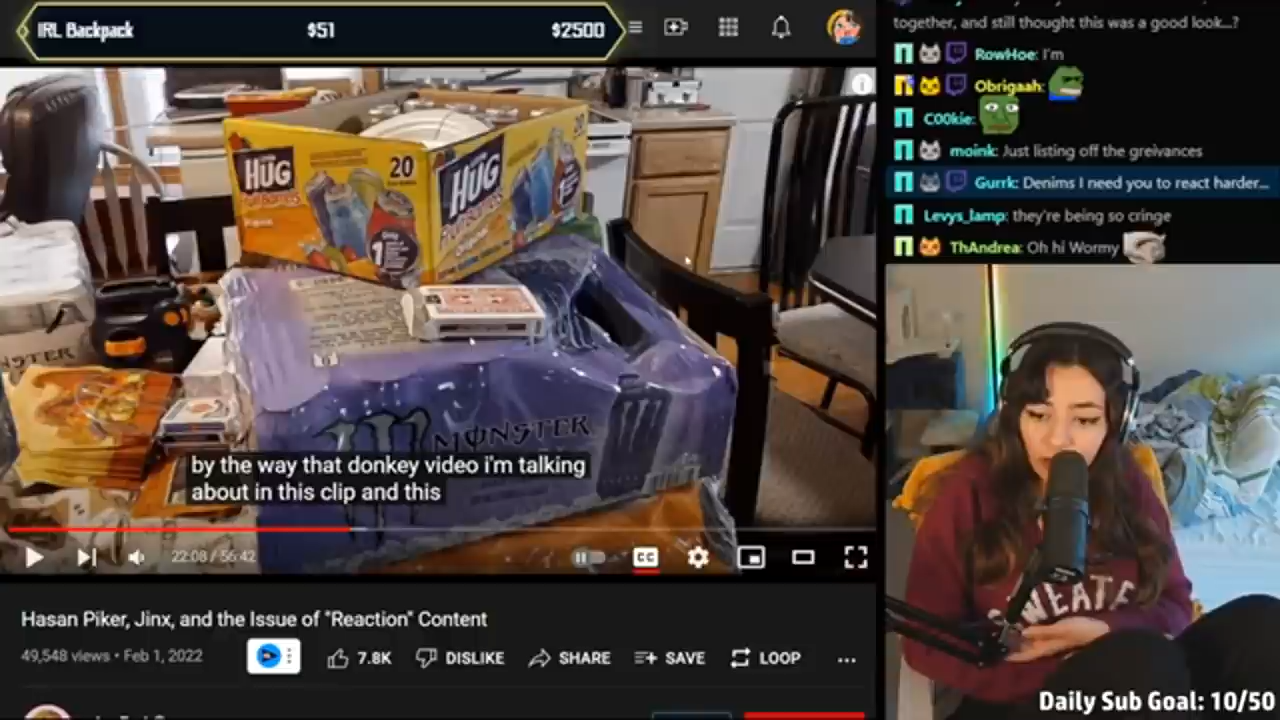 IRL Backpack $51 $2500
HUG
20
HUG
20
1
MONSTER
MONSTER
by the way that donkey video i'm talking
about in this clip and this
22:08 / 56:42
CC
Hasan Piker, Jinx, and the Issue of "Reaction" Content
49,548 views • Feb 1, 2022
7.8K DISLIKE SHARE SAVE LOOP
together, and still thought this was a good look...?
RowHoe: I'm
Obrigaah:
C00kie:
moink: Just listing off the greivances
Gurrk: Denims I need you to react harder...
Levys_lamp: they're being so cringe
ThAndrea: Oh hi Wormy
Daily Sub Goal: 10/50